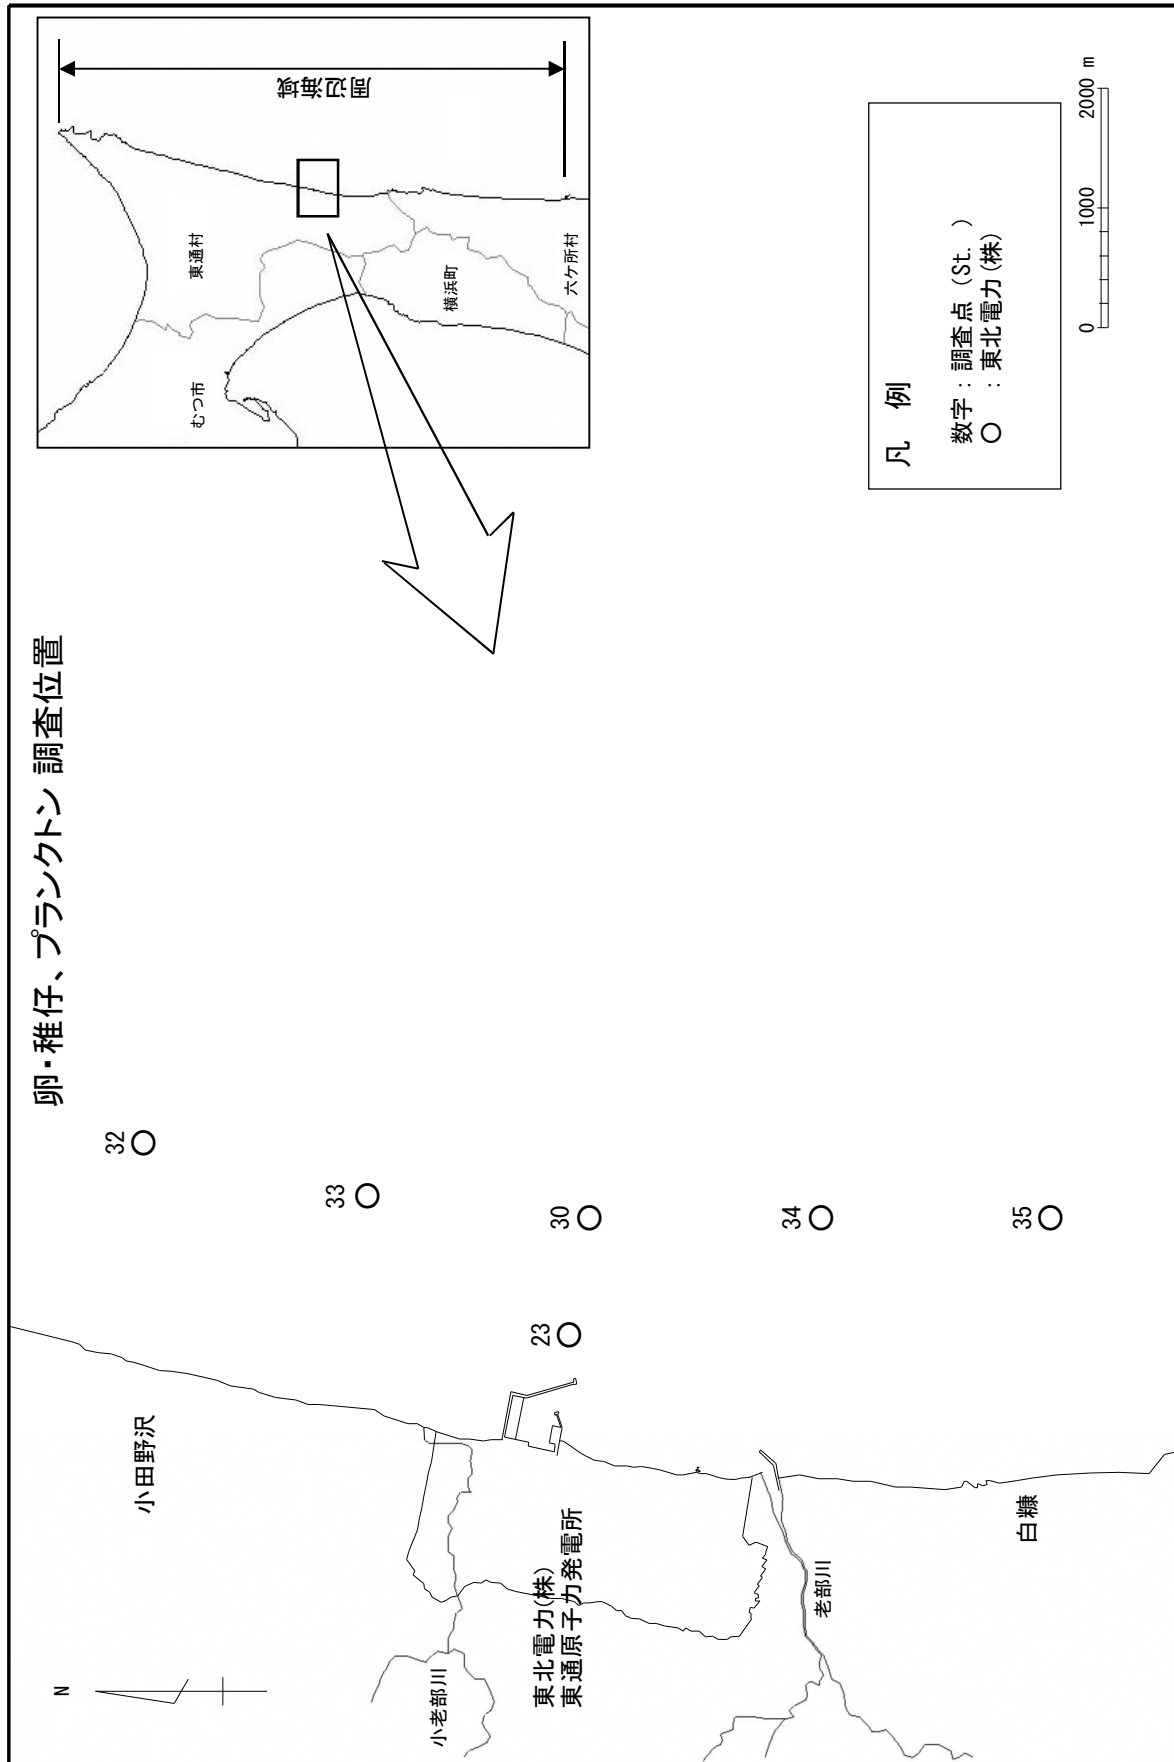 卵・稚仔、プランクトン 調査位置
N
小田野沢
小老部川
東北電力(株)
東通原子力発電所
老部川
白糠
32
33
30
23
34
35
むつ市
東通村
横浜町
六ケ所村
周辺海域
凡 例
数字:調査点(St. )
○ :東北電力(株)
0 1000 2000 m